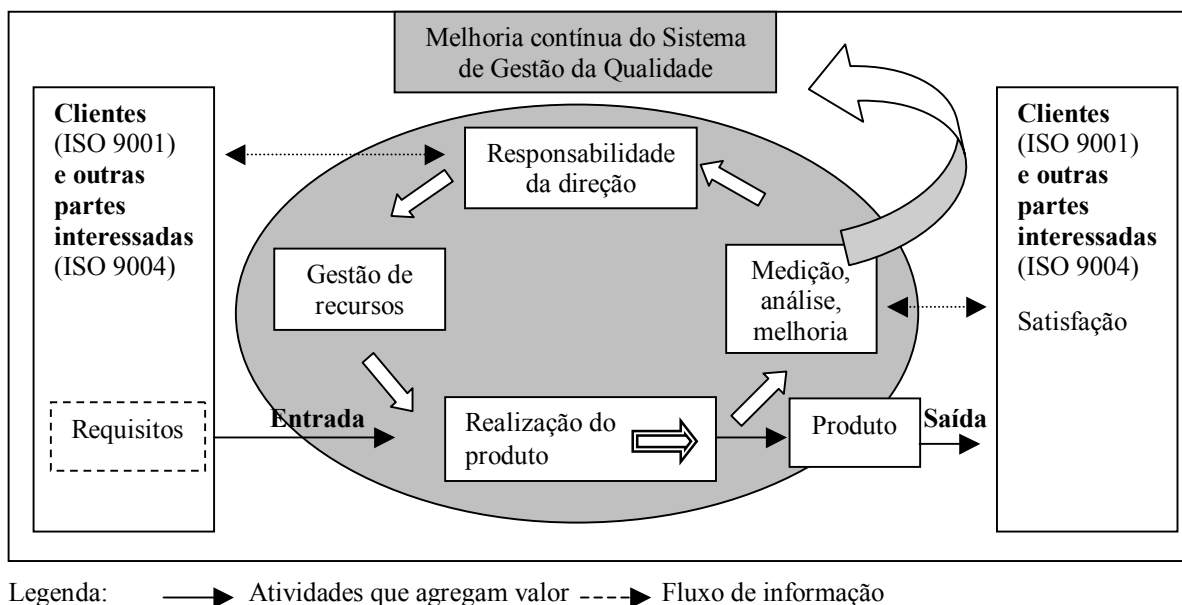 Melhoria contínua do Sistema
de Gestão da Qualidade
Clientes
(ISO 9001)
e outras
partes
interessadas
(ISO 9004)
Requisitos
Entrada
Responsabilidade
da direção
Gestão de
recursos
Medição,
análise,
melhoria
Realização do
produto
Produto
Saída
Clientes
(ISO 9001)
e outras
partes
interessadas
(ISO 9004)
Satisfação
Legenda: Atividades que agregam valor Fluxo de informação